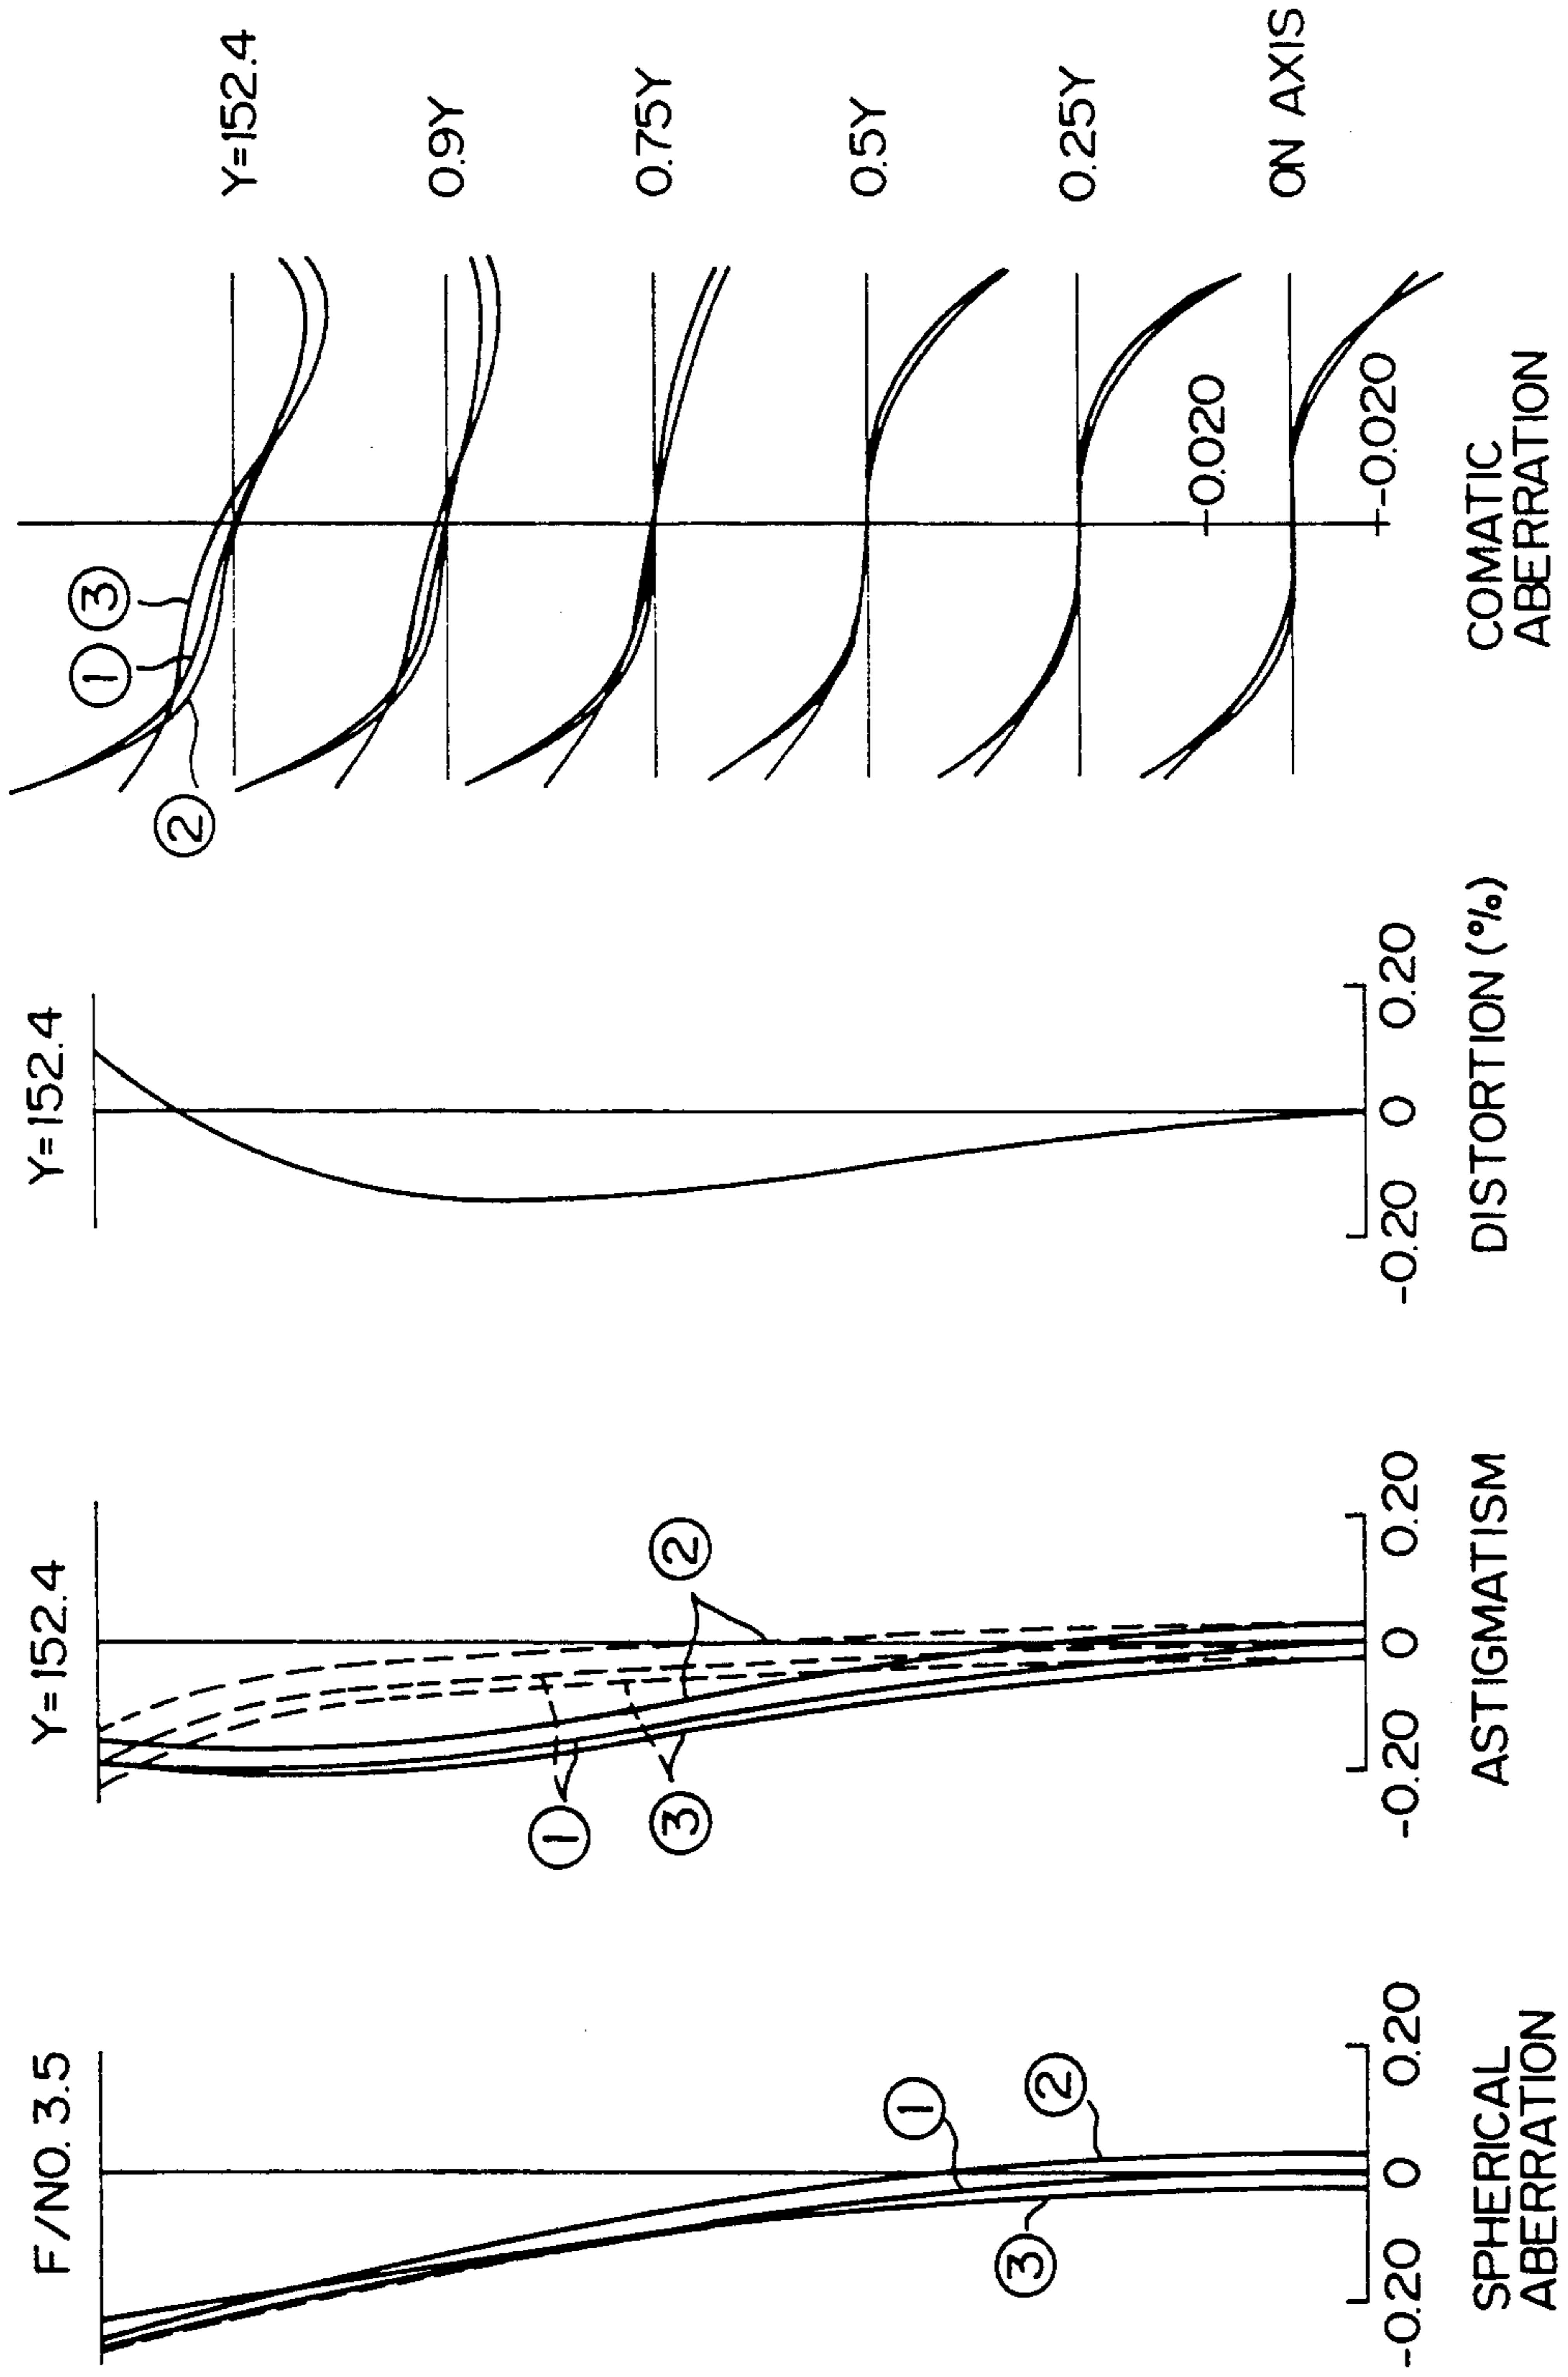 F/NO. 3.5
①
②
③
-0.20 0 0.20
SPHERICAL
ABERRATION
Y=152.4
①
③
②
-0.20 0 0.20
ASTIGMATISM
Y=152.4
-0.20 0 0.20
DISTORTION (%)
①
③
②
Y=152.4
0.9Y
0.75Y
0.5Y
0.25Y
0.020
ON AXIS
-0.020
COMATIC
ABERRATION